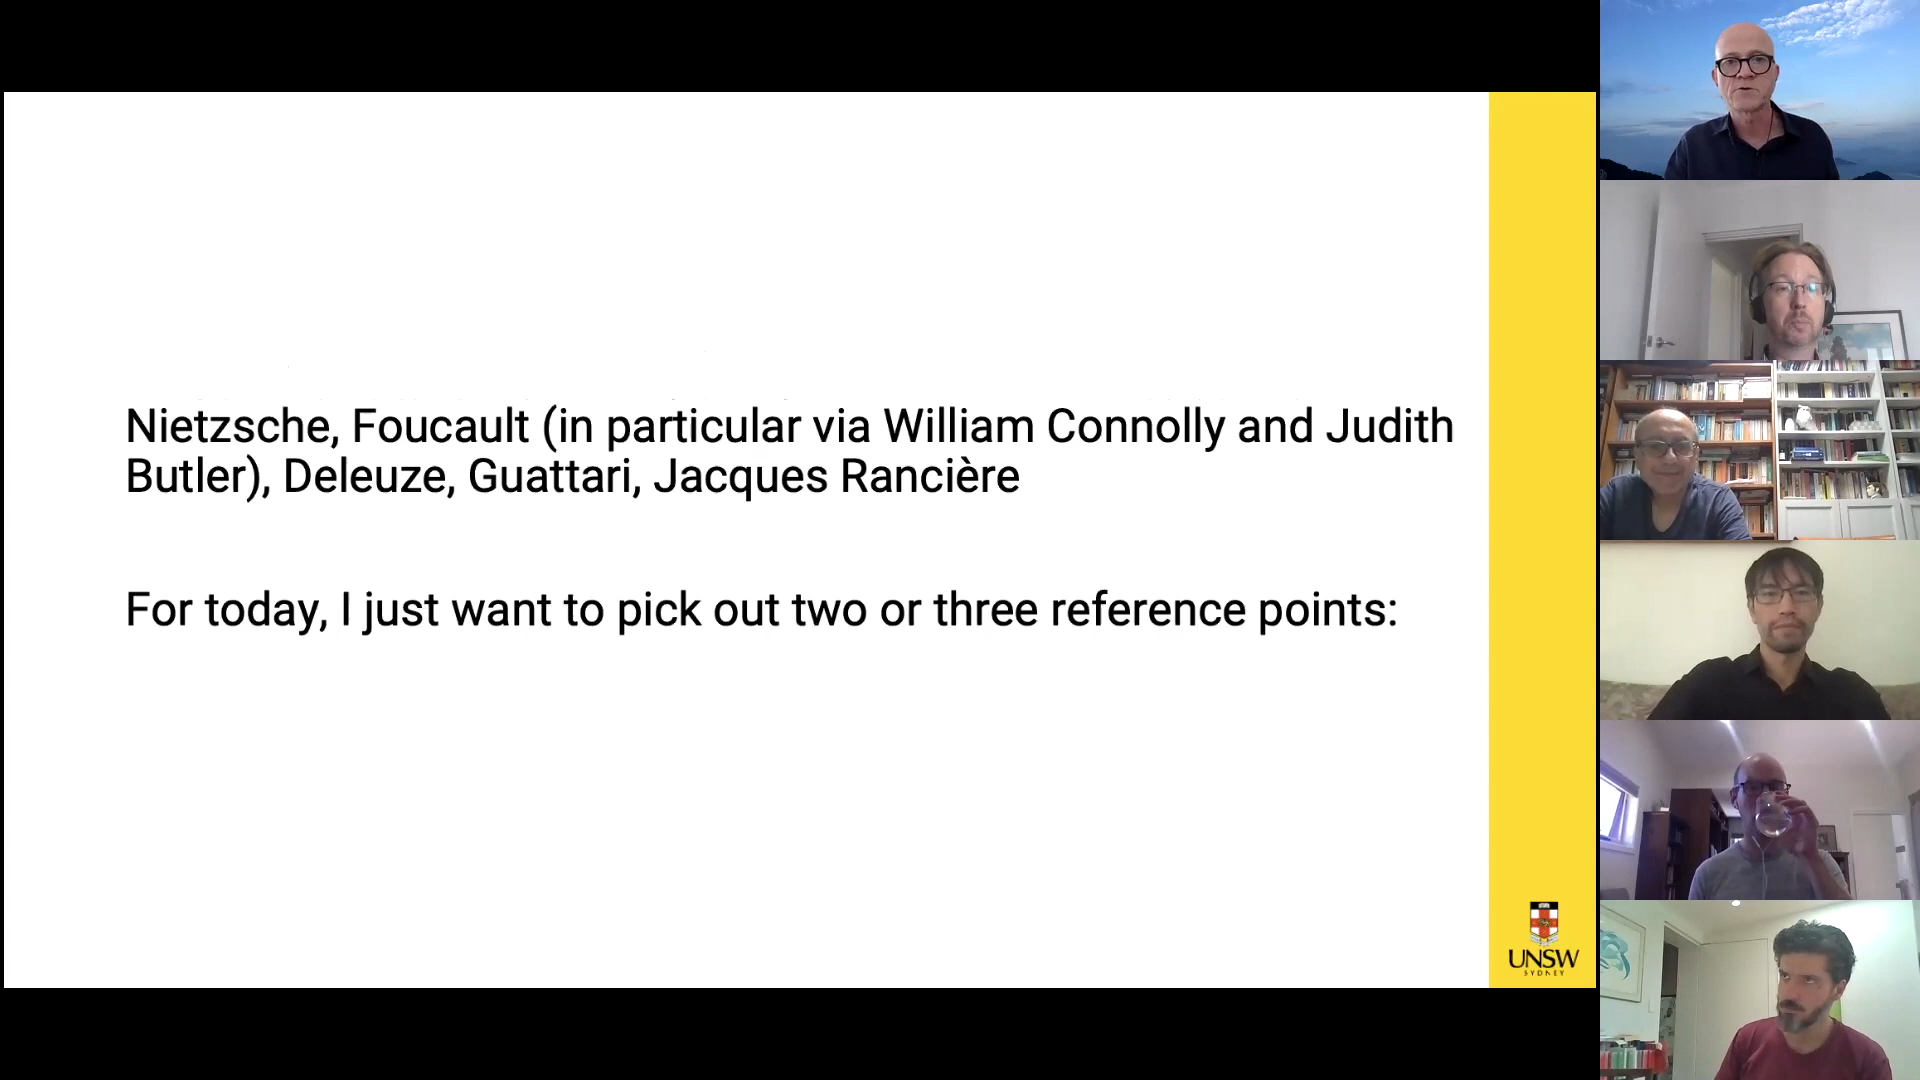 Nietzsche, Foucault (in particular via William Connolly and Judith
Butler), Deleuze, Guattari, Jacques Rancière
For today, I just want to pick out two or three reference points:
UNSW
SYDNEY